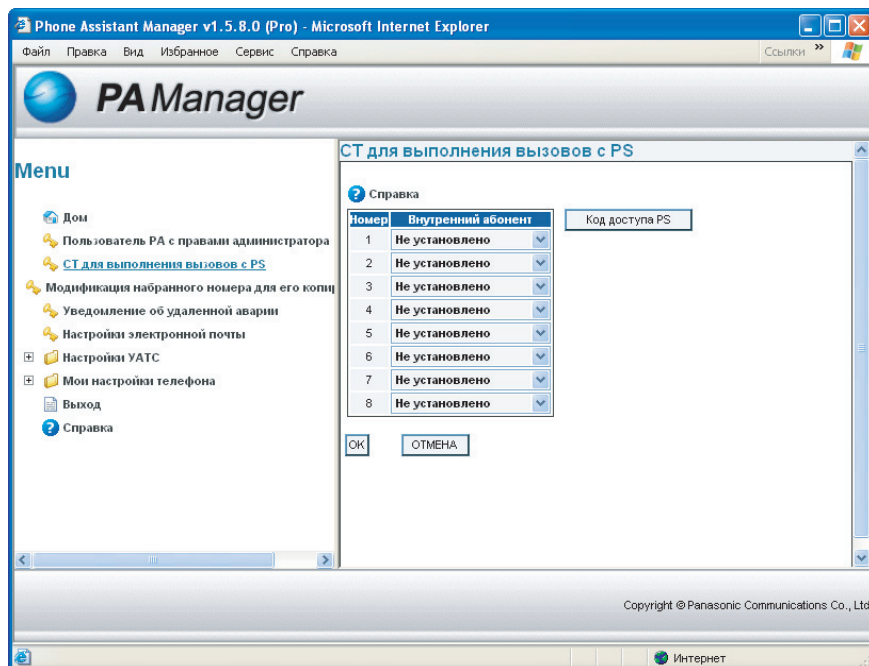 Phone Assistant Manager v1.5.8.0 (Pro) - Microsoft Internet Explorer
Файл Правка Вид Избранное Сервис Справка
Ссылки »
PA Manager
Menu
Дом
Пользователь PA с правами администратора
СТ для выполнения вызовов с PS
Модификация набранного номера для его копир
Уведомление об удаленной аварии
Настройки электронной почты
Настройки УАТС
Мои настройки телефона
Выход
Справка
СТ для выполнения вызовов с PS
Справка
Номер Внутренний абонент
Код доступа PS
1 Не установлено
2 Не установлено
3 Не установлено
4 Не установлено
5 Не установлено
6 Не установлено
7 Не установлено
8 Не установлено
OK ОТМЕНА
Copyright © Panasonic Communications Co., Ltd
Интернет